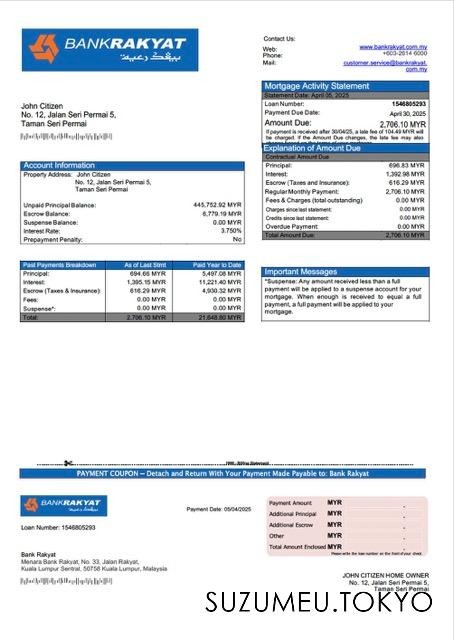 BANKRAKYAT
بيڠک رعية
Contact Us:
Web: www.bankrakyat.com.my
Phone: +603-2614 6000
Mail: customer.service@bankrakyat.
com.my
Mortgage Activity Statement
Statement Date: April 05, 2025
Loan Number: 1546805293
Payment Due Date: April 30, 2025
Amount Due: 2,706.10 MYR
If payment is received after 30/04/25, a late fee of 104.49 MYR will
be charged. If the Amount Due changes, the late fee may also
John Citizen
No. 12, Jalan Seri Permai 5,
Taman Seri Permai
Explanation of Amount Due
Contractual Amount Due
Principal: 696.83 MYR
Interest: 1,392.98 MYR
Escrow (Taxes and Insurance): 616.29 MYR
Regular Monthly Payment: 2,706.10 MYR
Fees & Charges (total outstanding) 0.00 MYR
Charges since last statement: 0.00 MYR
Credits since last statement: 0.00 MYR
Overdue Payment: 0.00 MYR
Total Amount Due: 2,706.10 MYR
Account Information
Property Address: John Citizen
No. 12, Jalan Seri Permai 5,
Taman Seri Permai
Unpaid Principal Balance: 445,752.92 MYR
Escrow Balance: 6,779.19 MYR
Suspense Balance: 0.00 MYR
Interest Rate: 3.750%
Prepayment Penalty: No
Past Payments Breakdown As of Last Stmt Paid Year to Date
Principal: 694.66 MYR 5,497.08 MYR
Interest: 1,395.15 MYR 11,221.40 MYR
Escrow (Taxes & Insurance): 616.29 MYR 4,930.32 MYR
Fees: 0.00 MYR 0.00 MYR
Suspense*: 0.00 MYR 0.00 MYR
Total: 2,706.10 MYR 21,648.80 MYR
Important Messages
*Suspense: Any amount received less than a full
payment will be applied to a suspense account for your
mortgage. When enough is received to equal a full
payment, a full payment will be applied to your
mortgage.
PAYMENT COUPON – Detach and Return With Your Payment Made Payable to: Bank Rakyat
BANKRAKYAT
بيڠک رعية
Payment Date: 05/04/2025
Loan Number: 1546805293
Payment Amount MYR .
Additional Principal MYR .
Additional Escrow MYR .
Other MYR .
Total Amount Enclosed MYR .
Please write the loan number on the front of your check.
Bank Rakyat
Menara Bank Rakyat, No. 33, Jalan Rakyat,
Kuala Lumpur Sentral, 50758 Kuala Lumpur, Malaysia
JOHN CITIZEN HOME OWNER
No. 12, Jalan Seri Permai 5,
Taman Seri Permai
SUZUMEU.TOKYO